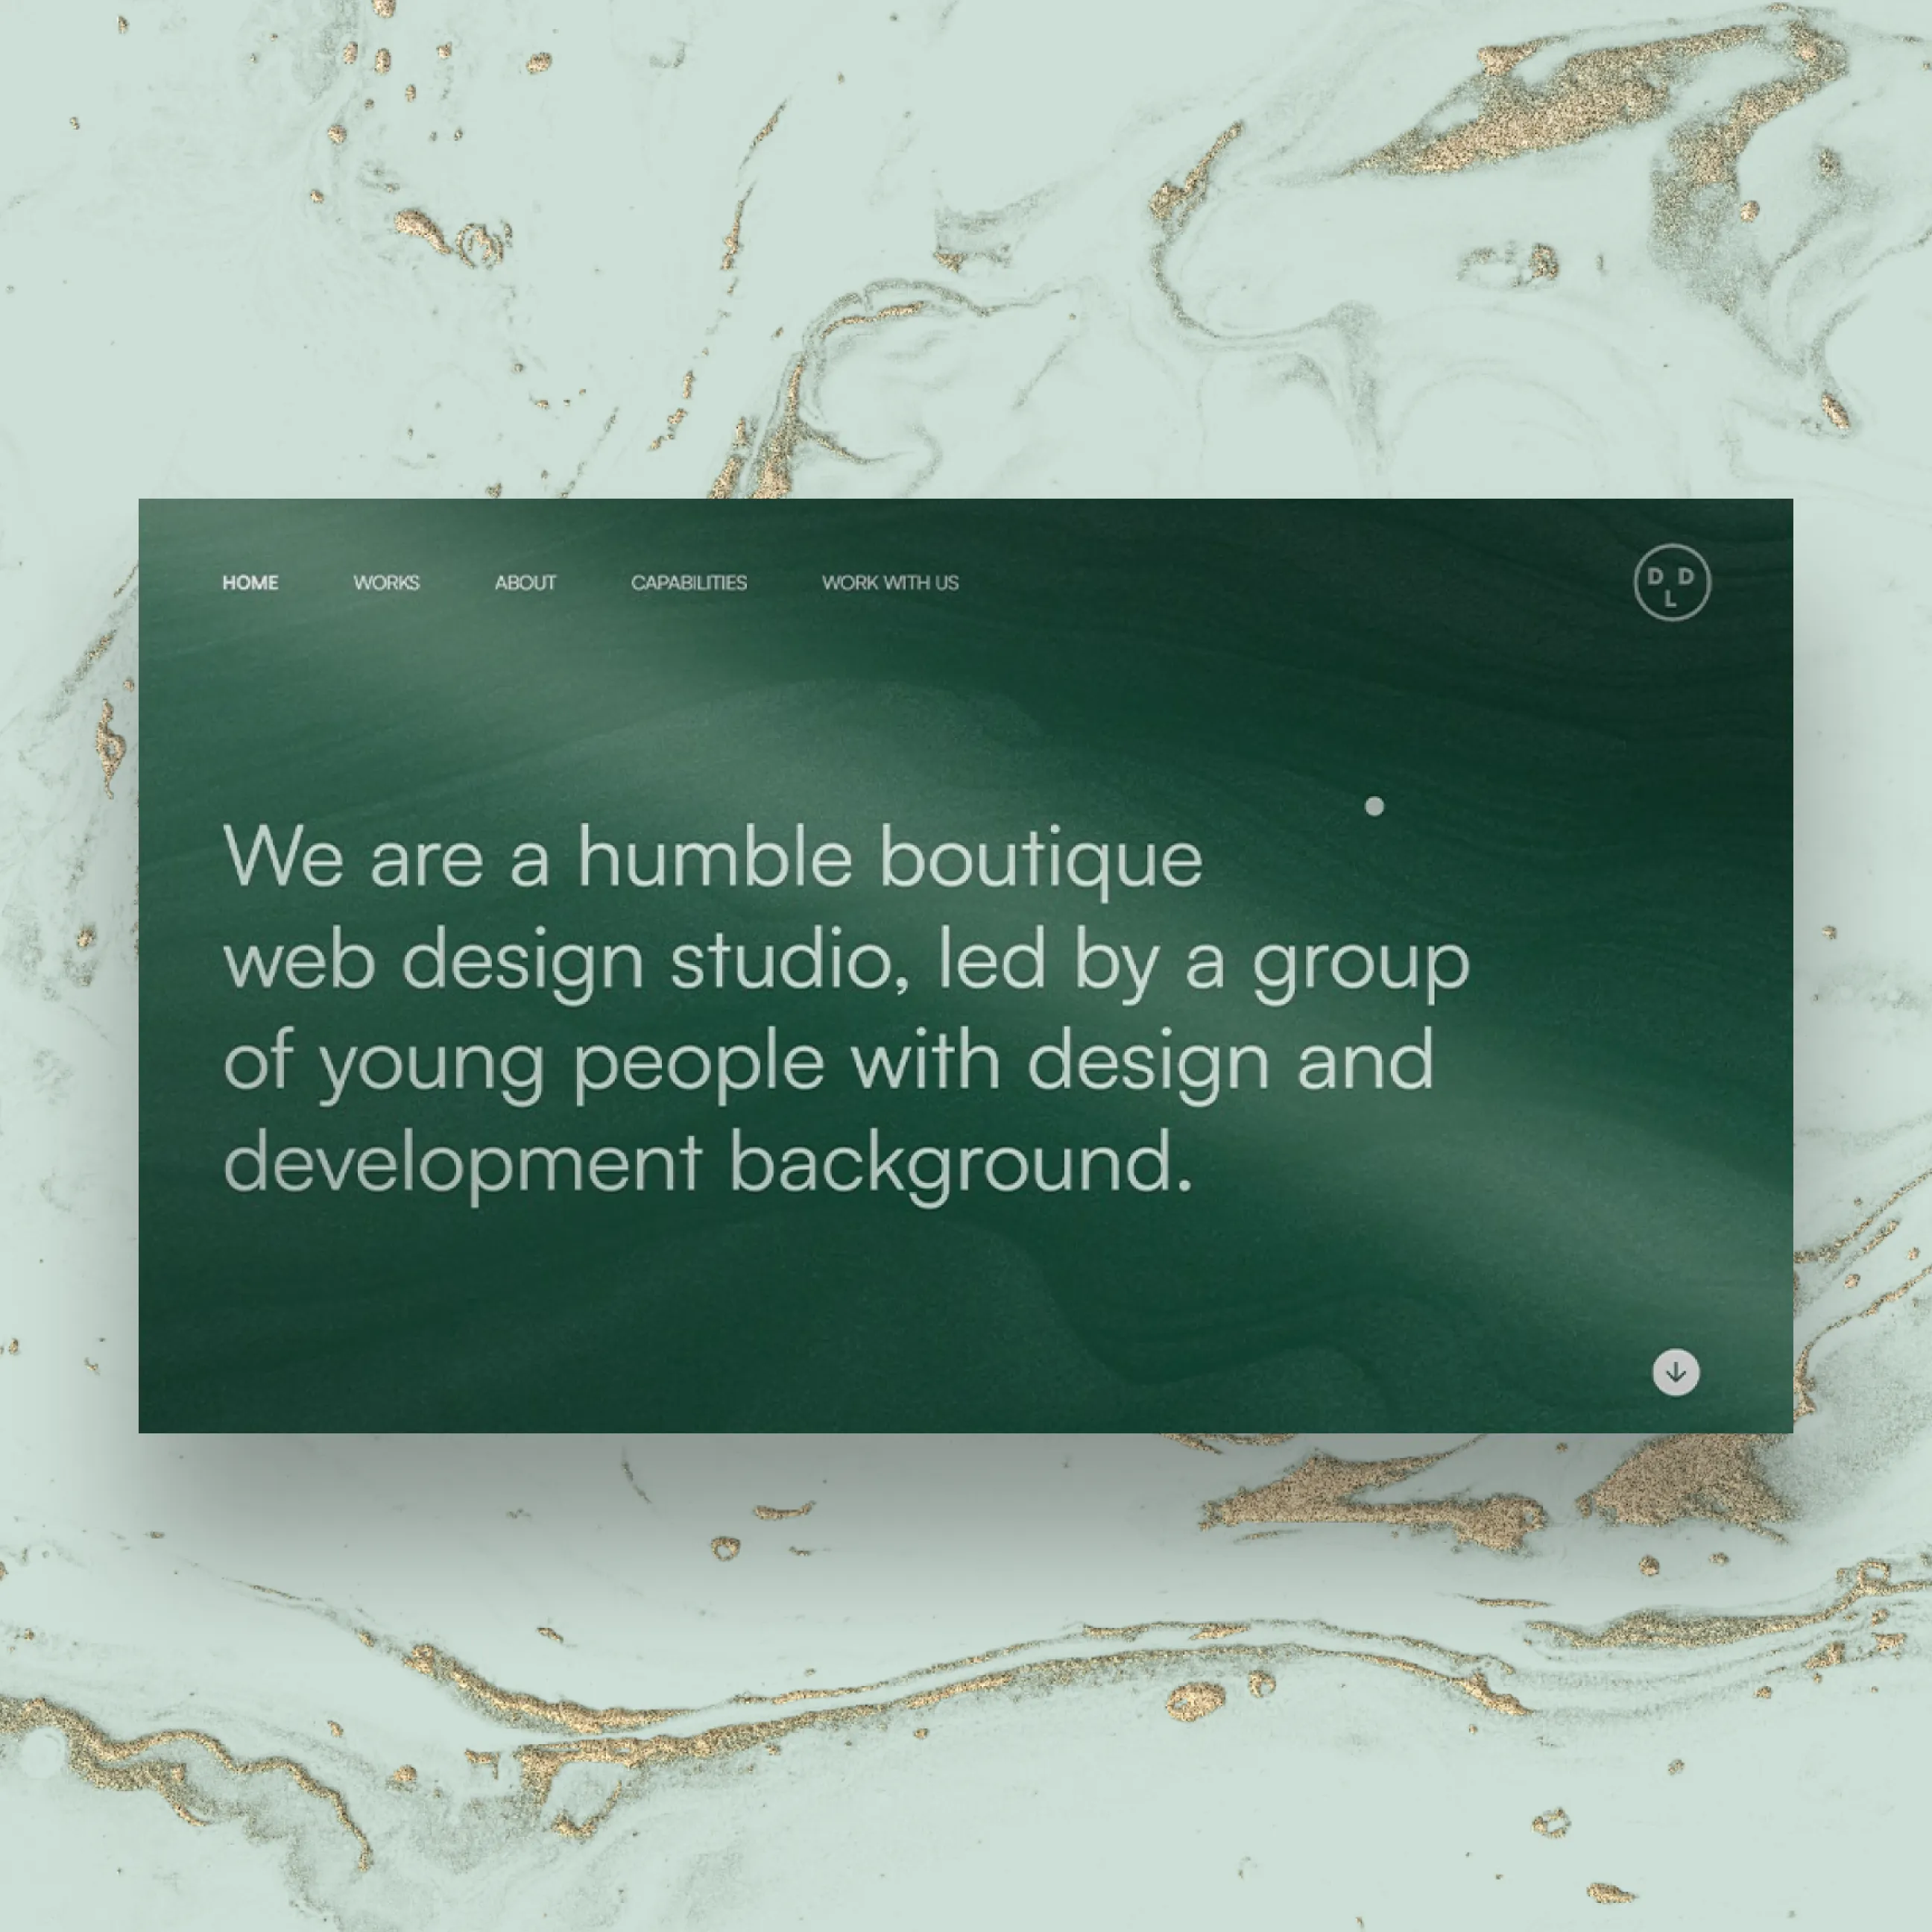 HOME WORKS ABOUT CAPABILITIES WORK WITH US
D D
L
We are a humble boutique
web design studio, led by a group
of young people with design and
development background.